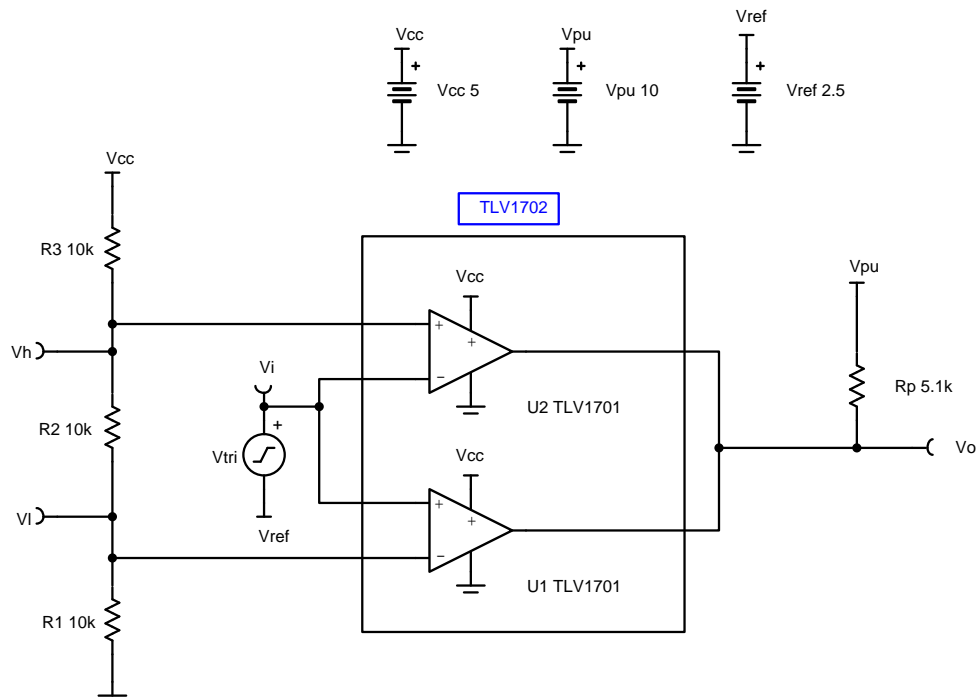 Vref
Vcc
Vpu
+
+
+
Vcc 5
Vpu 10
Vref 2.5
Vcc
TLV1702
R3 10k
Vcc
Vpu
+
+
Vh
Vi
−
Rp 5.1k
U2 TLV1701
R2 10k
+
Vtri
Vcc
Vo
+
Vl
+
Vref
−
U1 TLV1701
R1 10k